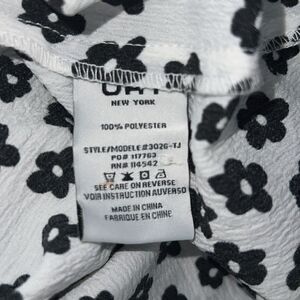 NEW YORK
100% POLYESTER
STYLE/MODELE#3026-TJ
PO# 117763
RN# 114542
SEE CARE ON REVERSE
VOIR INSTRUCTION AUVERSO
MADE IN CHINA
FABRIQUE EN CHINE